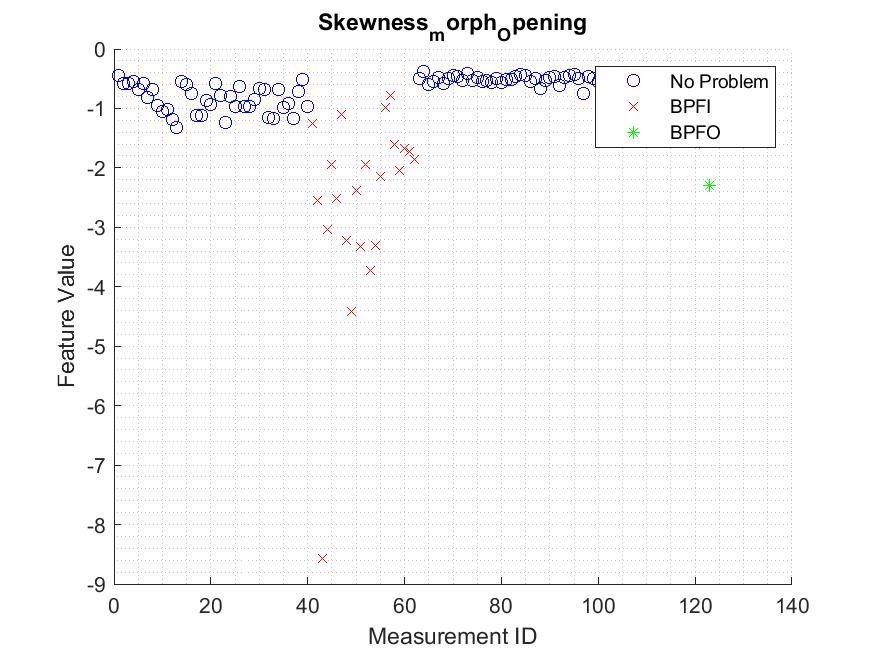 Skewness_morph_Opening
0
-1
-2
-3
-4
-5
-6
-7
-8
-9
Feature Value
No Problem
BPFI
BPFO
0 20 40 60 80 100 120 140
Measurement ID